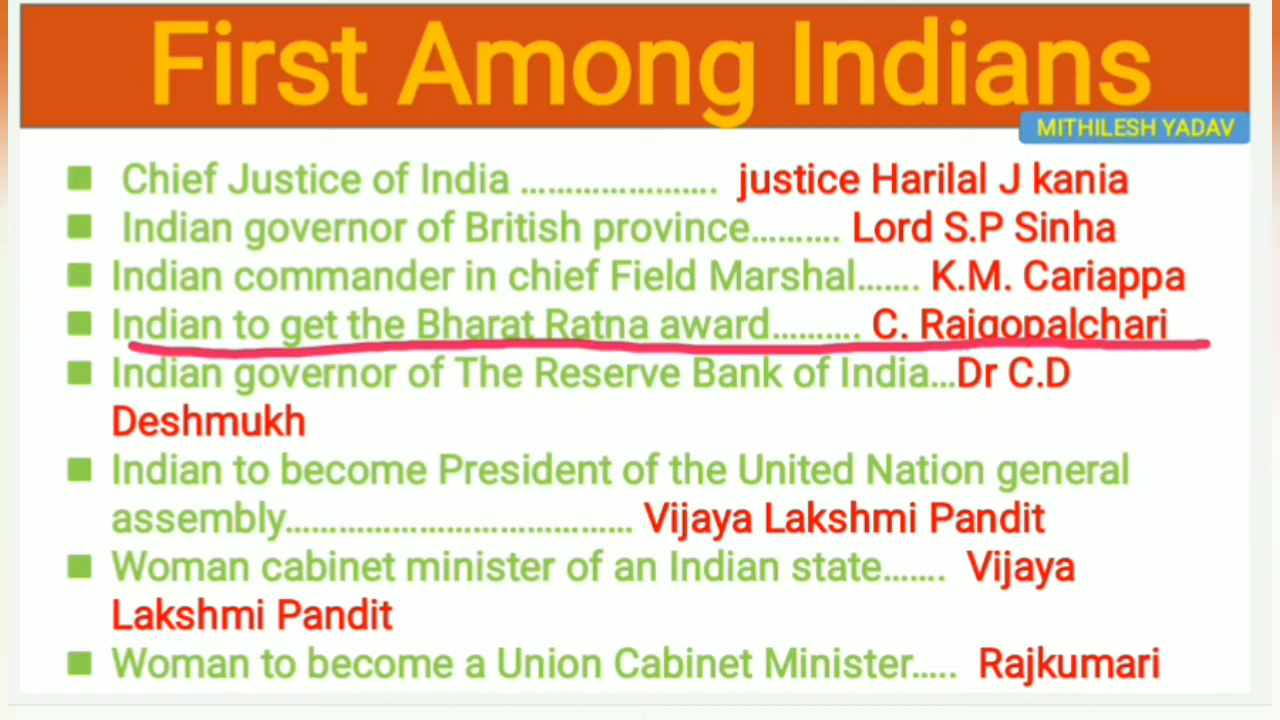 First Among Indians
MITHILESH YADAV
Chief Justice of India ...................... justice Harilal J kania
Indian governor of British province.......... Lord S.P Sinha
Indian commander in chief Field Marshal....... K.M. Cariappa
Indian to get the Bharat Ratna award.......... C. Rajgopalchari
Indian governor of The Reserve Bank of India...Dr C.D
Deshmukh
Indian to become President of the United Nation general
assembly....................................... Vijaya Lakshmi Pandit
Woman cabinet minister of an Indian state....... Vijaya
Lakshmi Pandit
Woman to become a Union Cabinet Minister..... Rajkumari